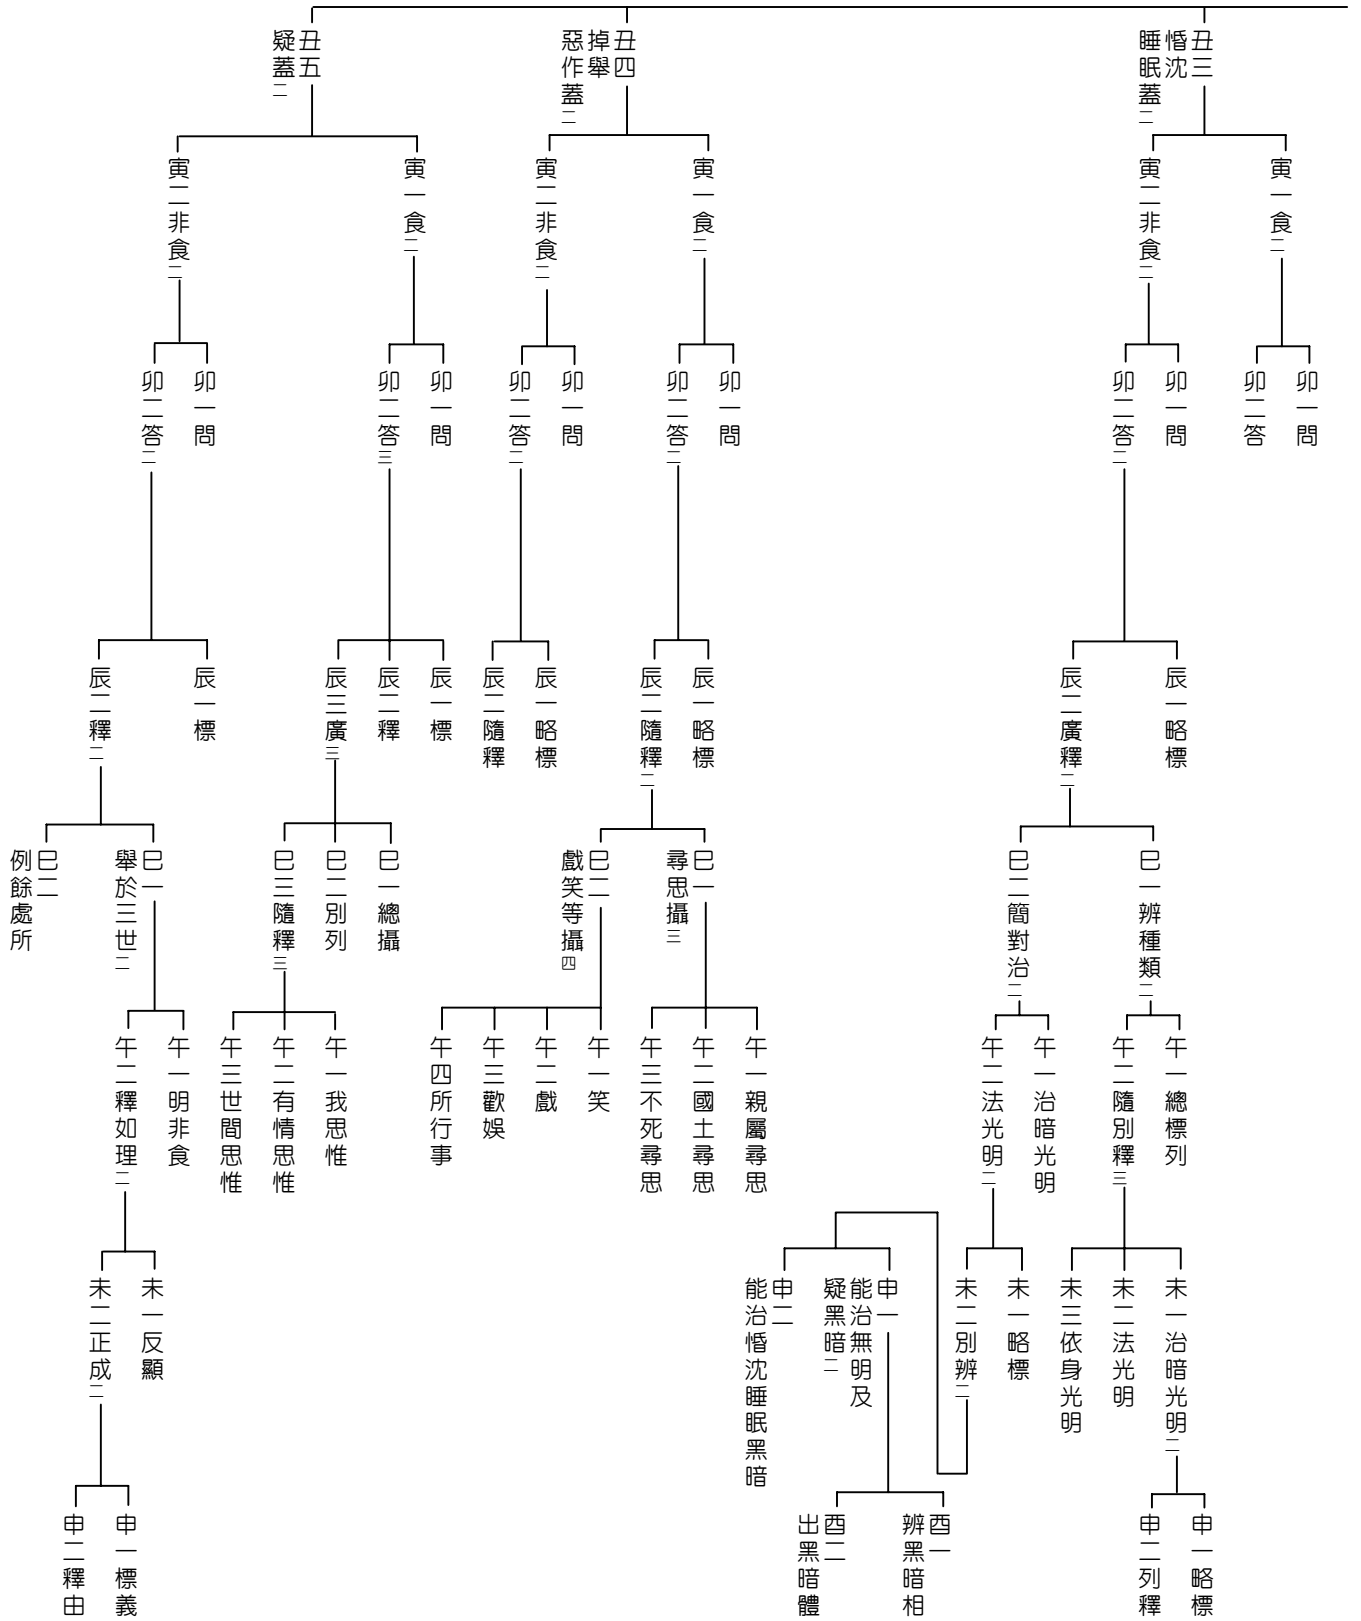 丑三
惛沈
睡眠蓋二
寅一食二
卯一問
卯二答
寅二非食二
卯一問
卯二答二
辰一略標
辰二廣釋二
巳一辨種類二
午一總標列
午二隨別釋三
未一治暗光明二
申一略標
申二列釋
未二法光明
未三依身光明
巳二簡對治二
午一治暗光明
午二法光明二
未一略標
未二別辨二
申一
能治無明及
疑黑暗二
酉一
辨黑暗相
酉二
出黑暗體
申二
能治惛沈睡眠黑暗
丑四
掉舉
惡作蓋二
寅一食二
卯一問
卯二答二
辰一略標
辰二隨釋二
巳一
尋思攝三
午一親屬尋思
午二國土尋思
午三不死尋思
巳二
戲笑等攝四
午一笑
午二戲
午三歡娛
午四所行事
寅二非食二
卯一問
卯二答二
辰一略標
辰二隨釋
丑五
疑蓋二
寅一食二
卯一問
卯二答三
辰一標
辰二釋
辰三廣三
巳一總攝
巳二別列
巳三隨釋三
午一我思惟
午二有情思惟
午三世間思惟
寅二非食二
卯一問
卯二答二
辰一標
辰二釋二
巳一
舉於三世二
午一明非食
午二釋如理二
未一反顯
未二正成二
申一標義
申二釋由
巳二
例餘處所